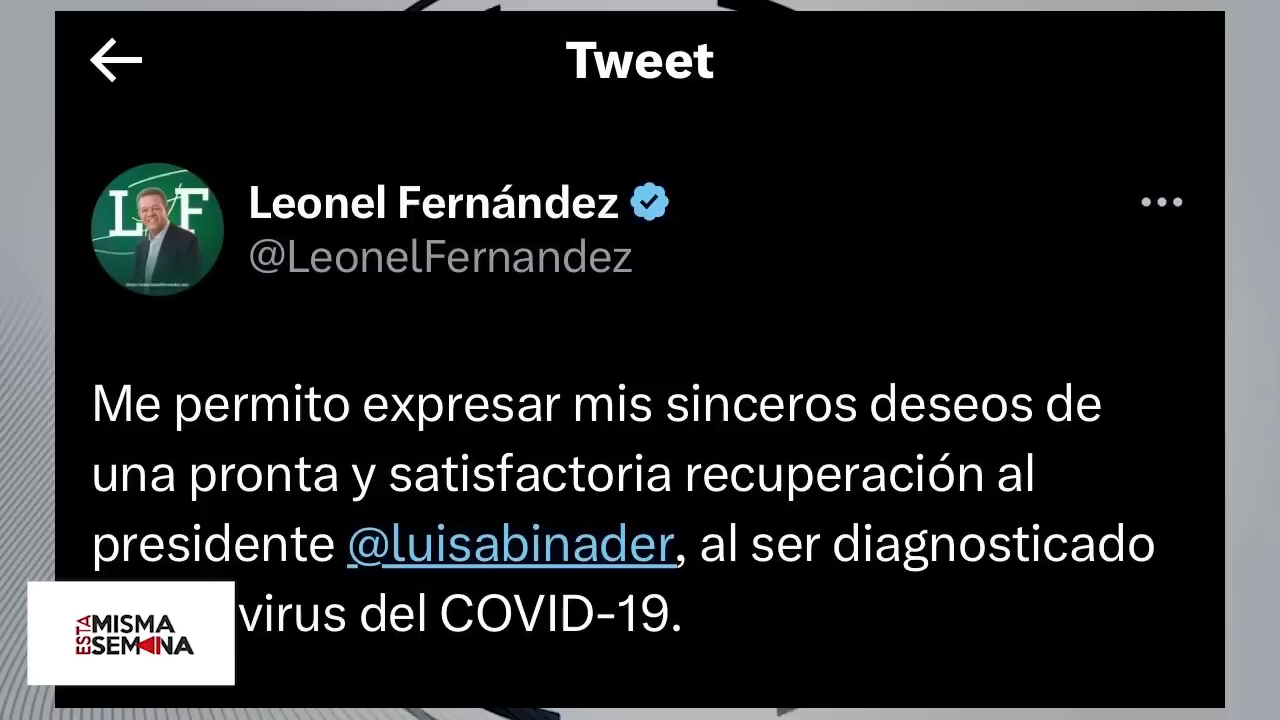 Tweet
L F
Leonel Fernández
@LeonelFernandez
Me permito expresar mis sinceros deseos de
una pronta y satisfactoria recuperación al
presidente @luisabinader, al ser diagnosticado
virus del COVID-19.
ESTA
MISMA
SEMANA